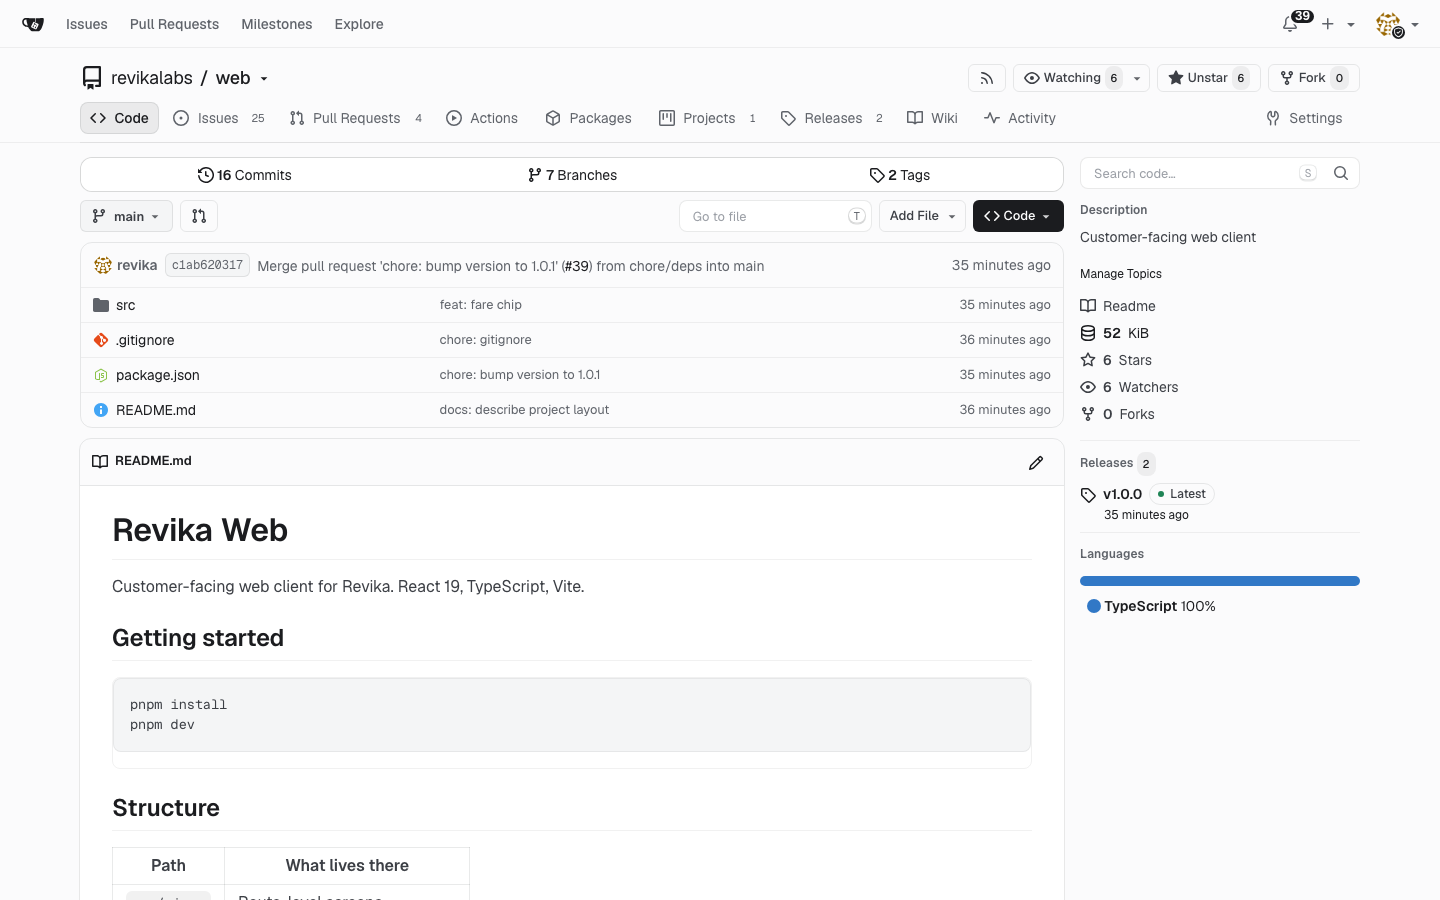 Issues Pull Requests Milestones Explore 39
revikalabs / web Watching 6 Unstar 6 Fork 0
Code Issues 25 Pull Requests 4 Actions Packages Projects 1 Releases 2 Wiki Activity Settings
16 Commits 7 Branches 2 Tags
main Go to file T Add File Code
revika c1ab620317 Merge pull request 'chore: bump version to 1.0.1' (#39) from chore/deps into main 35 minutes ago
src feat: fare chip 35 minutes ago
.gitignore chore: gitignore 36 minutes ago
package.json chore: bump version to 1.0.1 35 minutes ago
README.md docs: describe project layout 36 minutes ago
README.md
Revika Web
Customer-facing web client for Revika. React 19, TypeScript, Vite.
Getting started
pnpm install
pnpm dev
Structure
Path What lives there
Search code... S
Description
Customer-facing web client
Manage Topics
Readme
52 KiB
6 Stars
6 Watchers
0 Forks
Releases 2
v1.0.0 Latest
35 minutes ago
Languages
TypeScript 100%